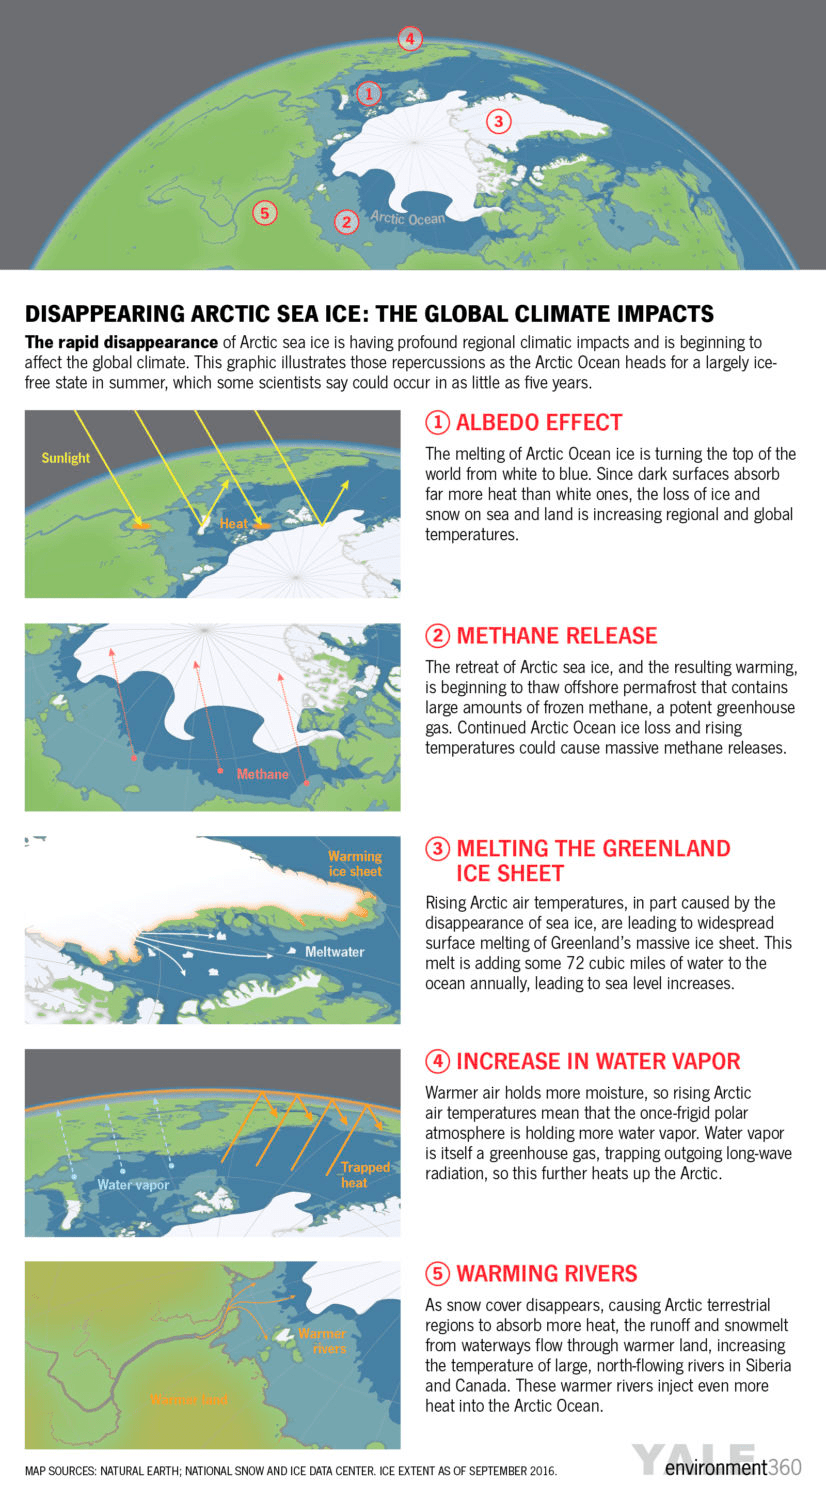 4
1
3
5
2
Arctic Ocean
DISAPPEARING ARCTIC SEA ICE: THE GLOBAL CLIMATE IMPACTS
The rapid disappearance of Arctic sea ice is having profound regional climatic impacts and is beginning to
affect the global climate. This graphic illustrates those repercussions as the Arctic Ocean heads for a largely ice-
free state in summer, which some scientists say could occur in as little as five years.
Sunlight
Heat
1 ALBEDO EFFECT
The melting of Arctic Ocean ice is turning the top of the
world from white to blue. Since dark surfaces absorb
far more heat than white ones, the loss of ice and
snow on sea and land is increasing regional and global
temperatures.
Methane
2 METHANE RELEASE
The retreat of Arctic sea ice, and the resulting warming,
is beginning to thaw offshore permafrost that contains
large amounts of frozen methane, a potent greenhouse
gas. Continued Arctic Ocean ice loss and rising
temperatures could cause massive methane releases.
Warming
ice sheet
Meltwater
3 MELTING THE GREENLAND
ICE SHEET
Rising Arctic air temperatures, in part caused by the
disappearance of sea ice, are leading to widespread
surface melting of Greenland's massive ice sheet. This
melt is adding some 72 cubic miles of water to the
ocean annually, leading to sea level increases.
Water vapor
Trapped
heat
4 INCREASE IN WATER VAPOR
Warmer air holds more moisture, so rising Arctic
air temperatures mean that the once-frigid polar
atmosphere is holding more water vapor. Water vapor
is itself a greenhouse gas, trapping outgoing long-wave
radiation, so this further heats up the Arctic.
Warmer
rivers
Warmer land
5 WARMING RIVERS
As snow cover disappears, causing Arctic terrestrial
regions to absorb more heat, the runoff and snowmelt
from waterways flow through warmer land, increasing
the temperature of large, north-flowing rivers in Siberia
and Canada. These warmer rivers inject even more
heat into the Arctic Ocean.
MAP SOURCES: NATURAL EARTH; NATIONAL SNOW AND ICE DATA CENTER. ICE EXTENT AS OF SEPTEMBER 2016.
YALE
environment360